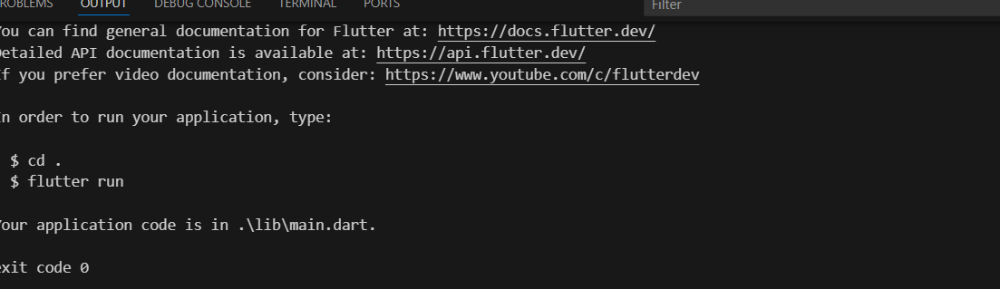 ROBLEMS OUTPUT DEBUG CONSOLE TERMINAL PORTS Filter
You can find general documentation for Flutter at: https://docs.flutter.dev/
Detailed API documentation is available at: https://api.flutter.dev/
If you prefer video documentation, consider: https://www.youtube.com/c/flutterdev
In order to run your application, type:
$ cd .
$ flutter run
Your application code is in .\lib\main.dart.
exit code 0